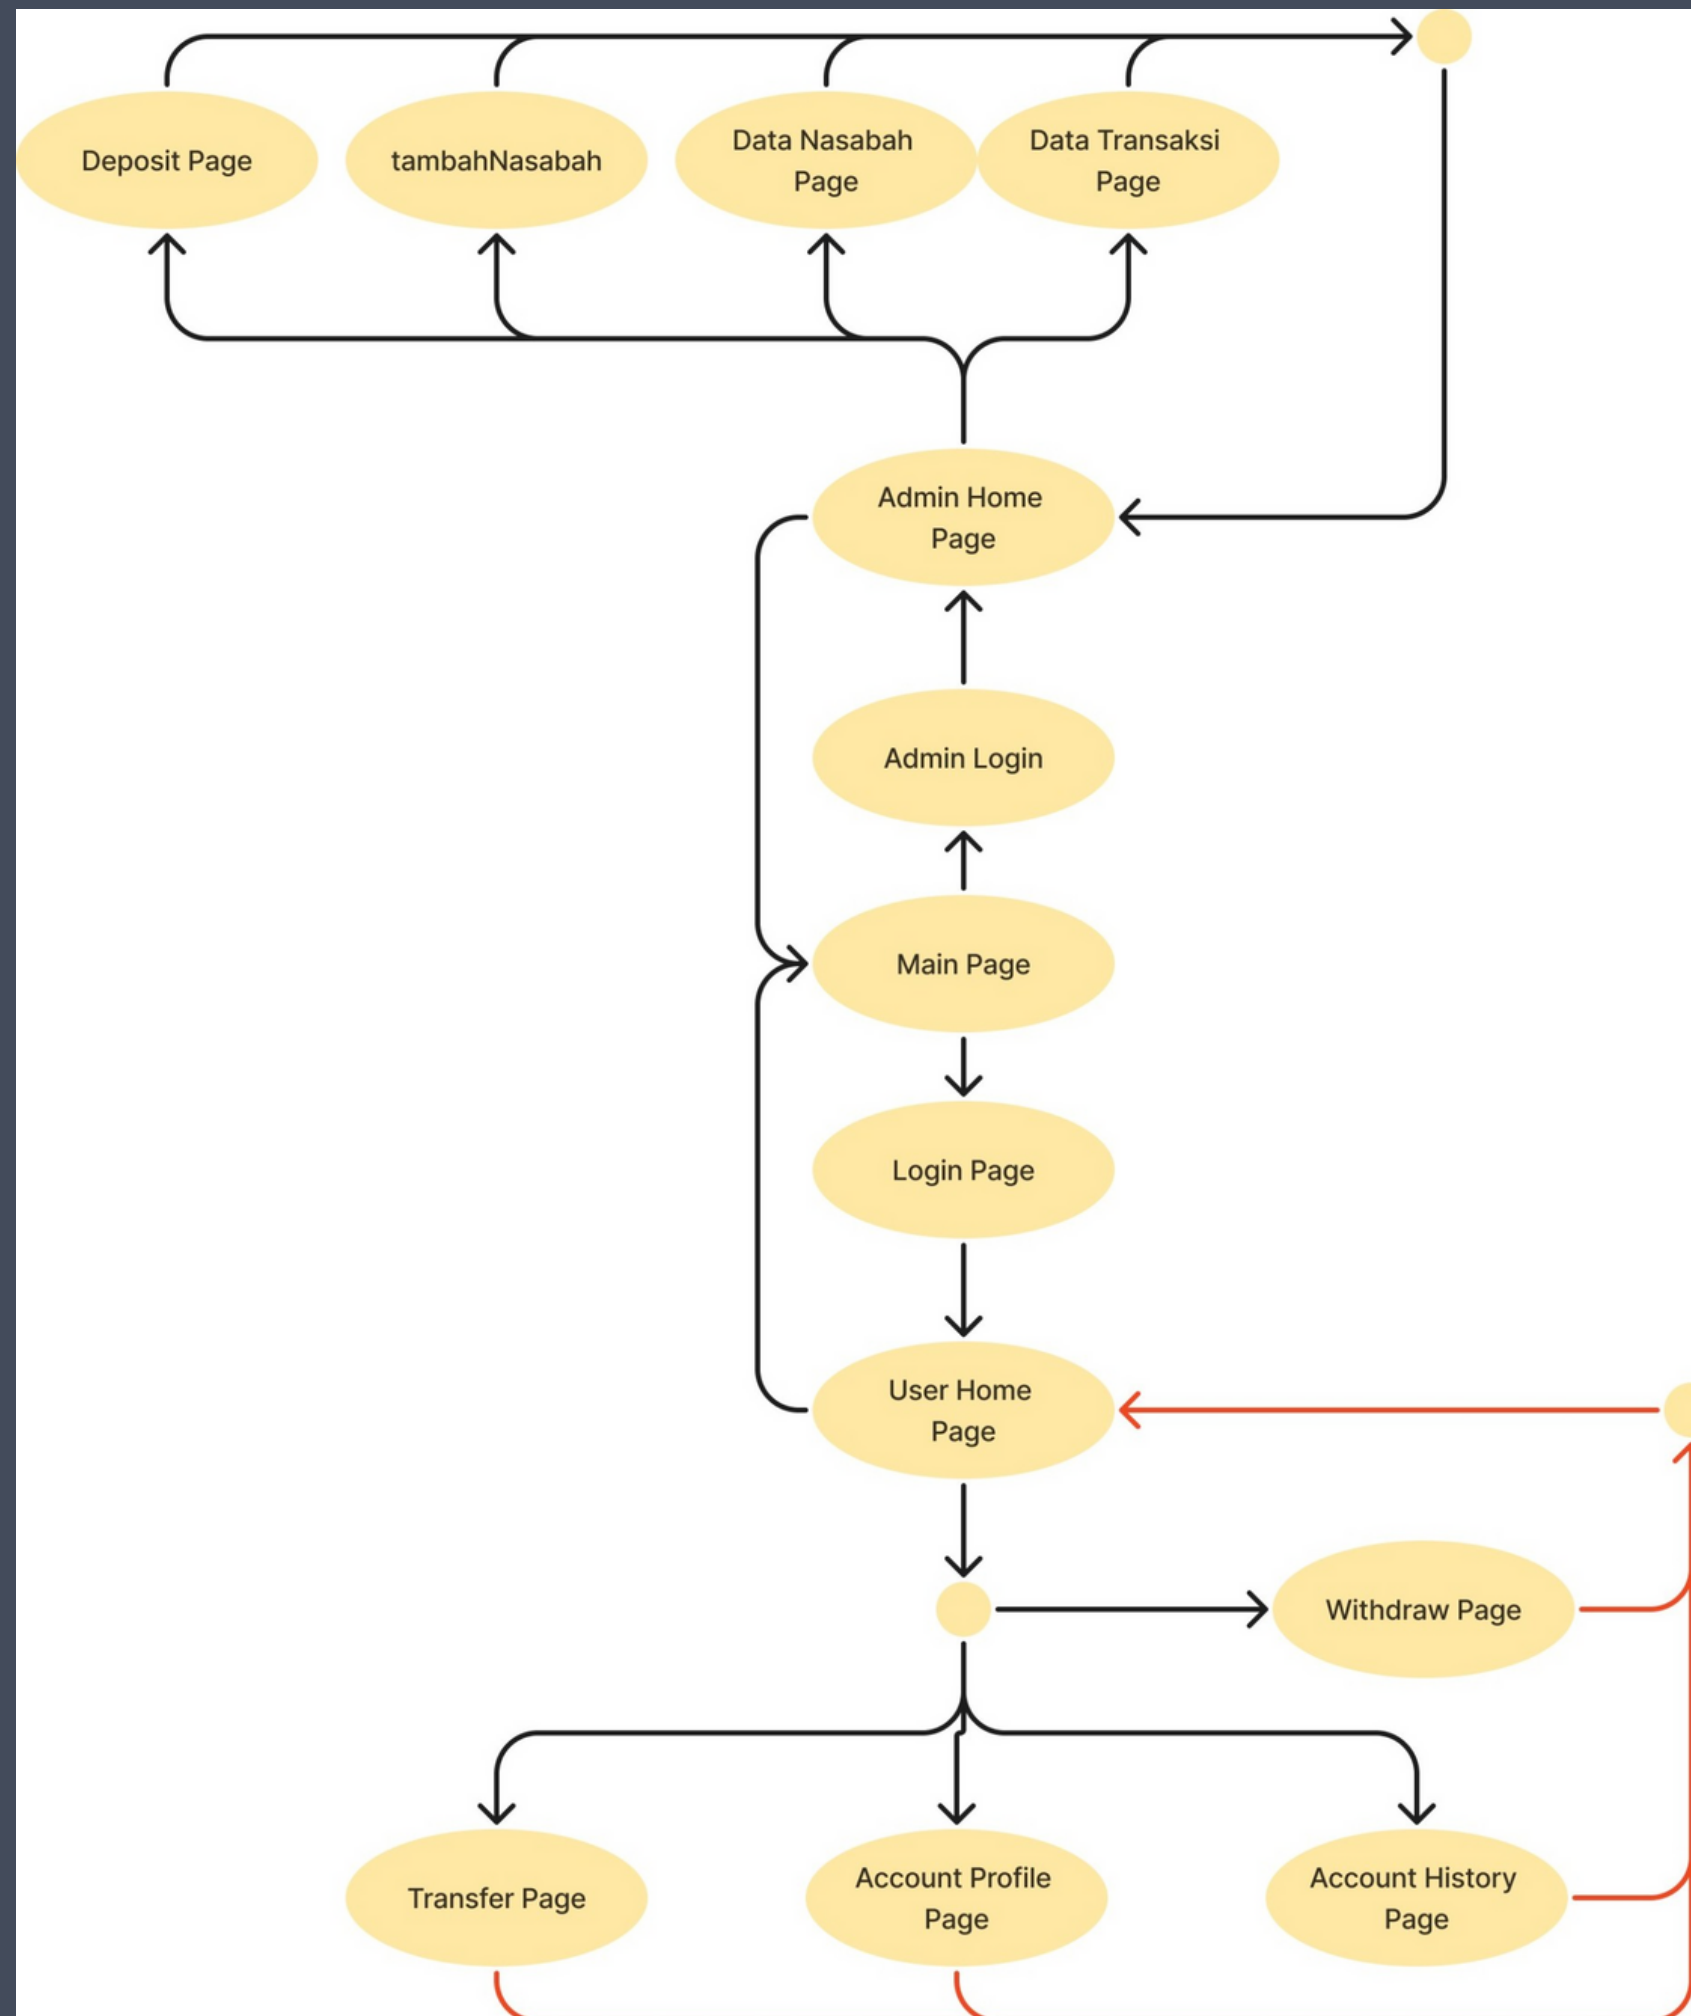 Deposit Page
tambahNasabah
Data Nasabah
Page
Data Transaksi
Page
Admin Home
Page
Admin Login
Main Page
Login Page
User Home
Page
Withdraw Page
Transfer Page
Account Profile
Page
Account History
Page